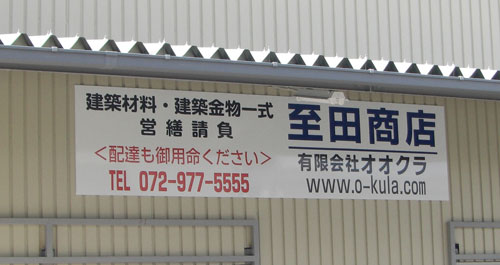 建築材料・建築金物一式
営繕請負
<配達も御用命ください>
TEL 072-977-5555
至田商店
有限会社オオクラ
www.o-kula.com